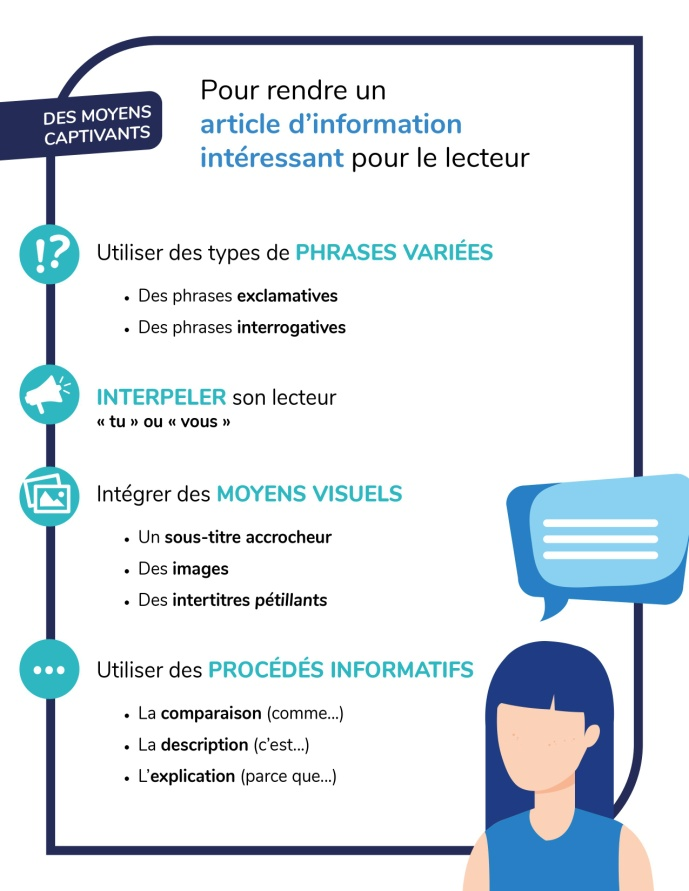 DES MOYENS
CAPTIVANTS
Pour rendre un
article d’information
intéressant pour le lecteur
!?
Utiliser des types de PHRASES VARIÉES
• Des phrases exclamatives
• Des phrases interrogatives
INTERPELER son lecteur
« tu » ou « vous »
Intégrer des MOYENS VISUELS
• Un sous-titre accrocheur
• Des images
• Des intertitres pétillants
Utiliser des PROCÉDÉS INFORMATIFS
• La comparaison (comme...)
• La description (c’est...)
• L’explication (parce que...)